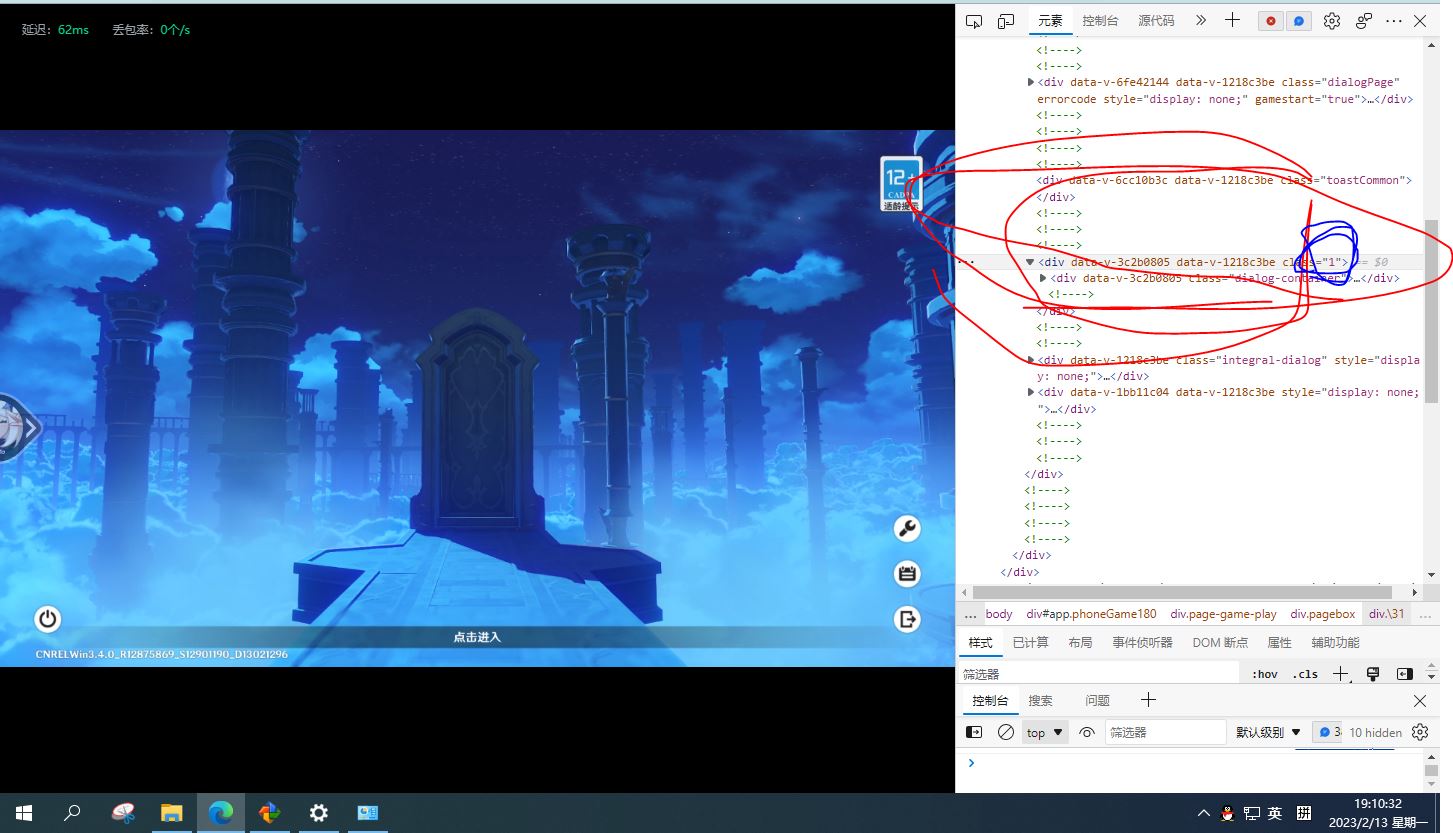 延迟：62ms 丢包率：0个/s
12+
CADPA
适龄提示
点击进入
CNRELWin3.4.0_R12875869_S12901190_D13021296
元素 控制台 源代码
<!---->
<!---->
<div data-v-6fe42144 data-v-1218c3be class="dialogPage"
errorcode style="display: none;" gamestart="true">…</div>
<!---->
<!---->
<!---->
<!---->
<div data-v-6cc10b3c data-v-1218c3be class="toastCommon">
</div>
<!---->
<!---->
<!---->
<div data-v-3c2b0805 data-v-1218c3be class="1"> == $0
<div data-v-3c2b0805 class="dialog-container">…</div>
<!---->
</div>
<!---->
<!---->
<div data-v-1218c3be class="integral-dialog" style="displa
y: none;">…</div>
<div data-v-1bb11c04 data-v-1218c3be style="display: none;
">…</div>
<!---->
<!---->
<!---->
</div>
<!---->
<!---->
<!---->
<!---->
</div>
</div>
… body div#app.phoneGame180 div.page-game-play div.pagebox div.\31 …
样式 已计算 布局 事件侦听器 DOM 断点 属性 辅助功能
筛选器 :hov .cls
控制台 搜索 问题
top 筛选器 默认级别 3 10 hidden
英 拼
19:10:32
2023/2/13 星期一